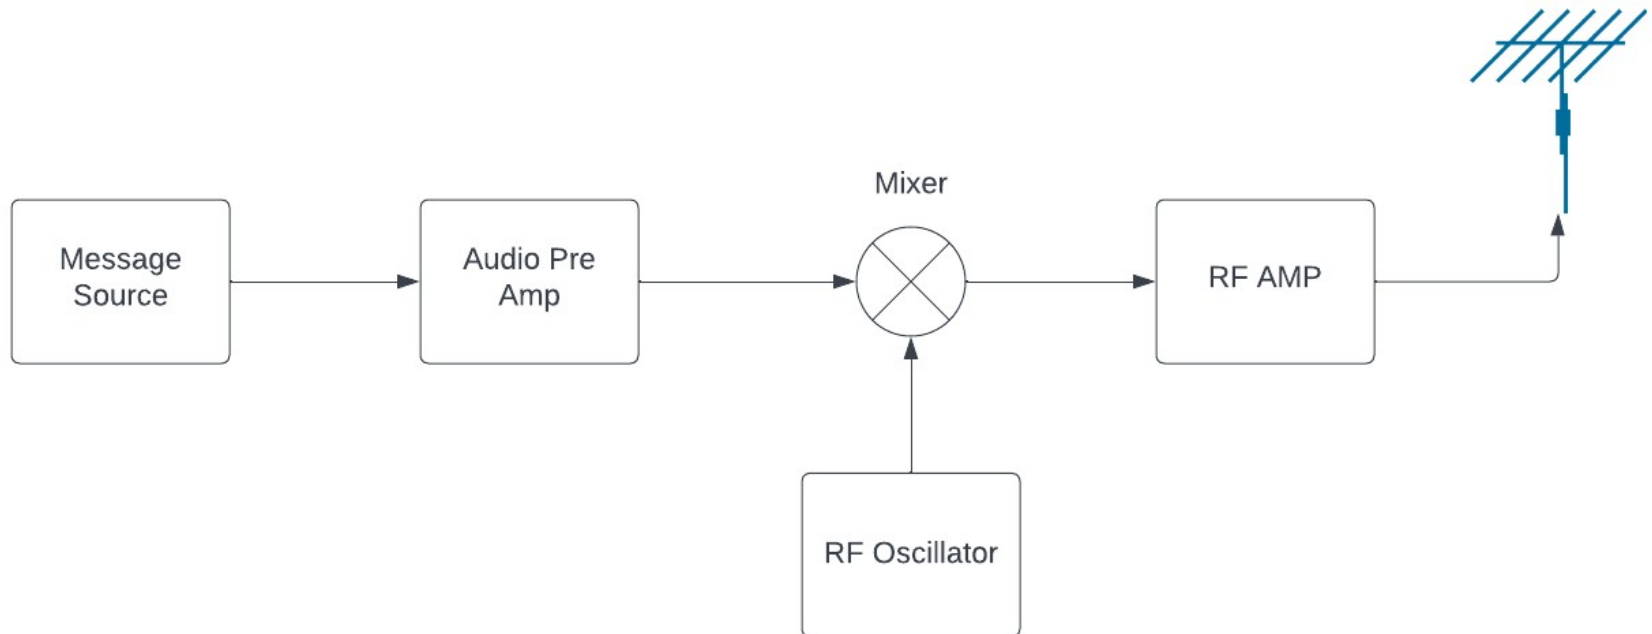 Mixer
Message
Source
Audio Pre
Amp
RF AMP
RF Oscillator